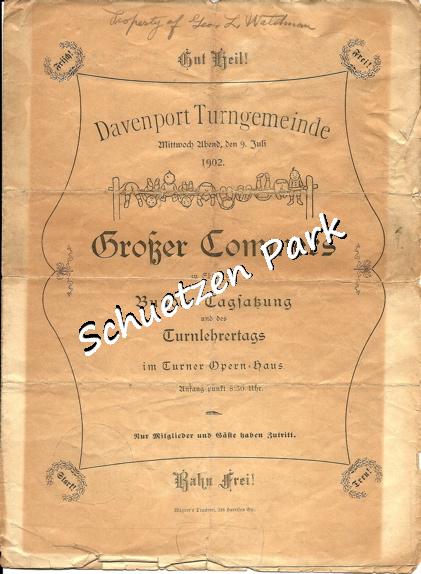 Property of Geo L Watchman
Gut Heil!
Frisch!
Frei!
Davenport Turngemeinde
Mittwoch Abend, den 9. Juli
1902.
Großer
Schuetzen Park
Tagsatzung
und des
Turnlehrertags
im Turner Opern-Haus
Anfang punkt 8:30 Uhr.
Nur Mitglieder und Gäste haben Zutritt.
Stark!
Treu!
Bahn Frei!